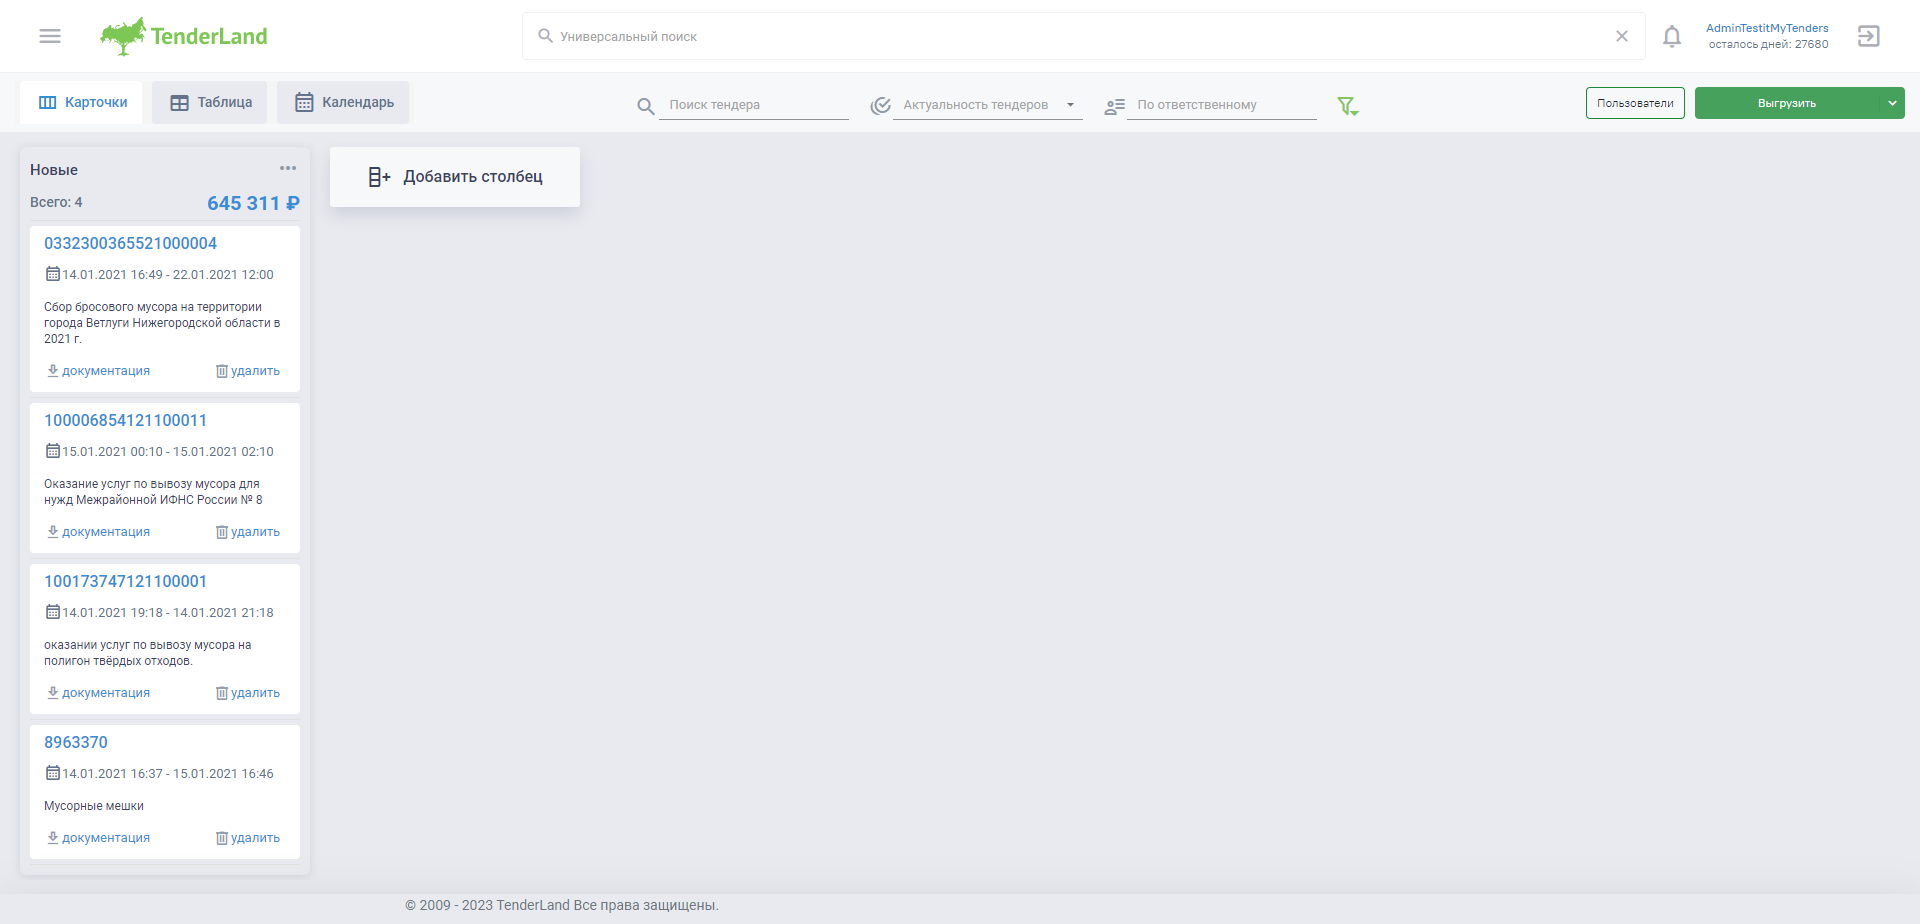 TenderLand
Универсальный поиск
AdminTestitMyTenders
осталось дней: 27680
Карточки
Таблица
Календарь
Поиск тендера
Актуальность тендеров
По ответственному
Пользователи
Выгрузить
Новые
Всего: 4
645 311 ₽
0332300365521000004
14.01.2021 16:49 - 22.01.2021 12:00
Сбор бросового мусора на территории
города Ветлуги Нижегородской области в
2021 г.
документация
удалить
100006854121100011
15.01.2021 00:10 - 15.01.2021 02:10
Оказание услуг по вывозу мусора для
нужд Межрайонной ИФНС России № 8
документация
удалить
100173747121100001
14.01.2021 19:18 - 14.01.2021 21:18
оказании услуг по вывозу мусора на
полигон твёрдых отходов.
документация
удалить
8963370
14.01.2021 16:37 - 15.01.2021 16:46
Мусорные мешки
документация
удалить
Добавить столбец
© 2009 - 2023 TenderLand Все права защищены.